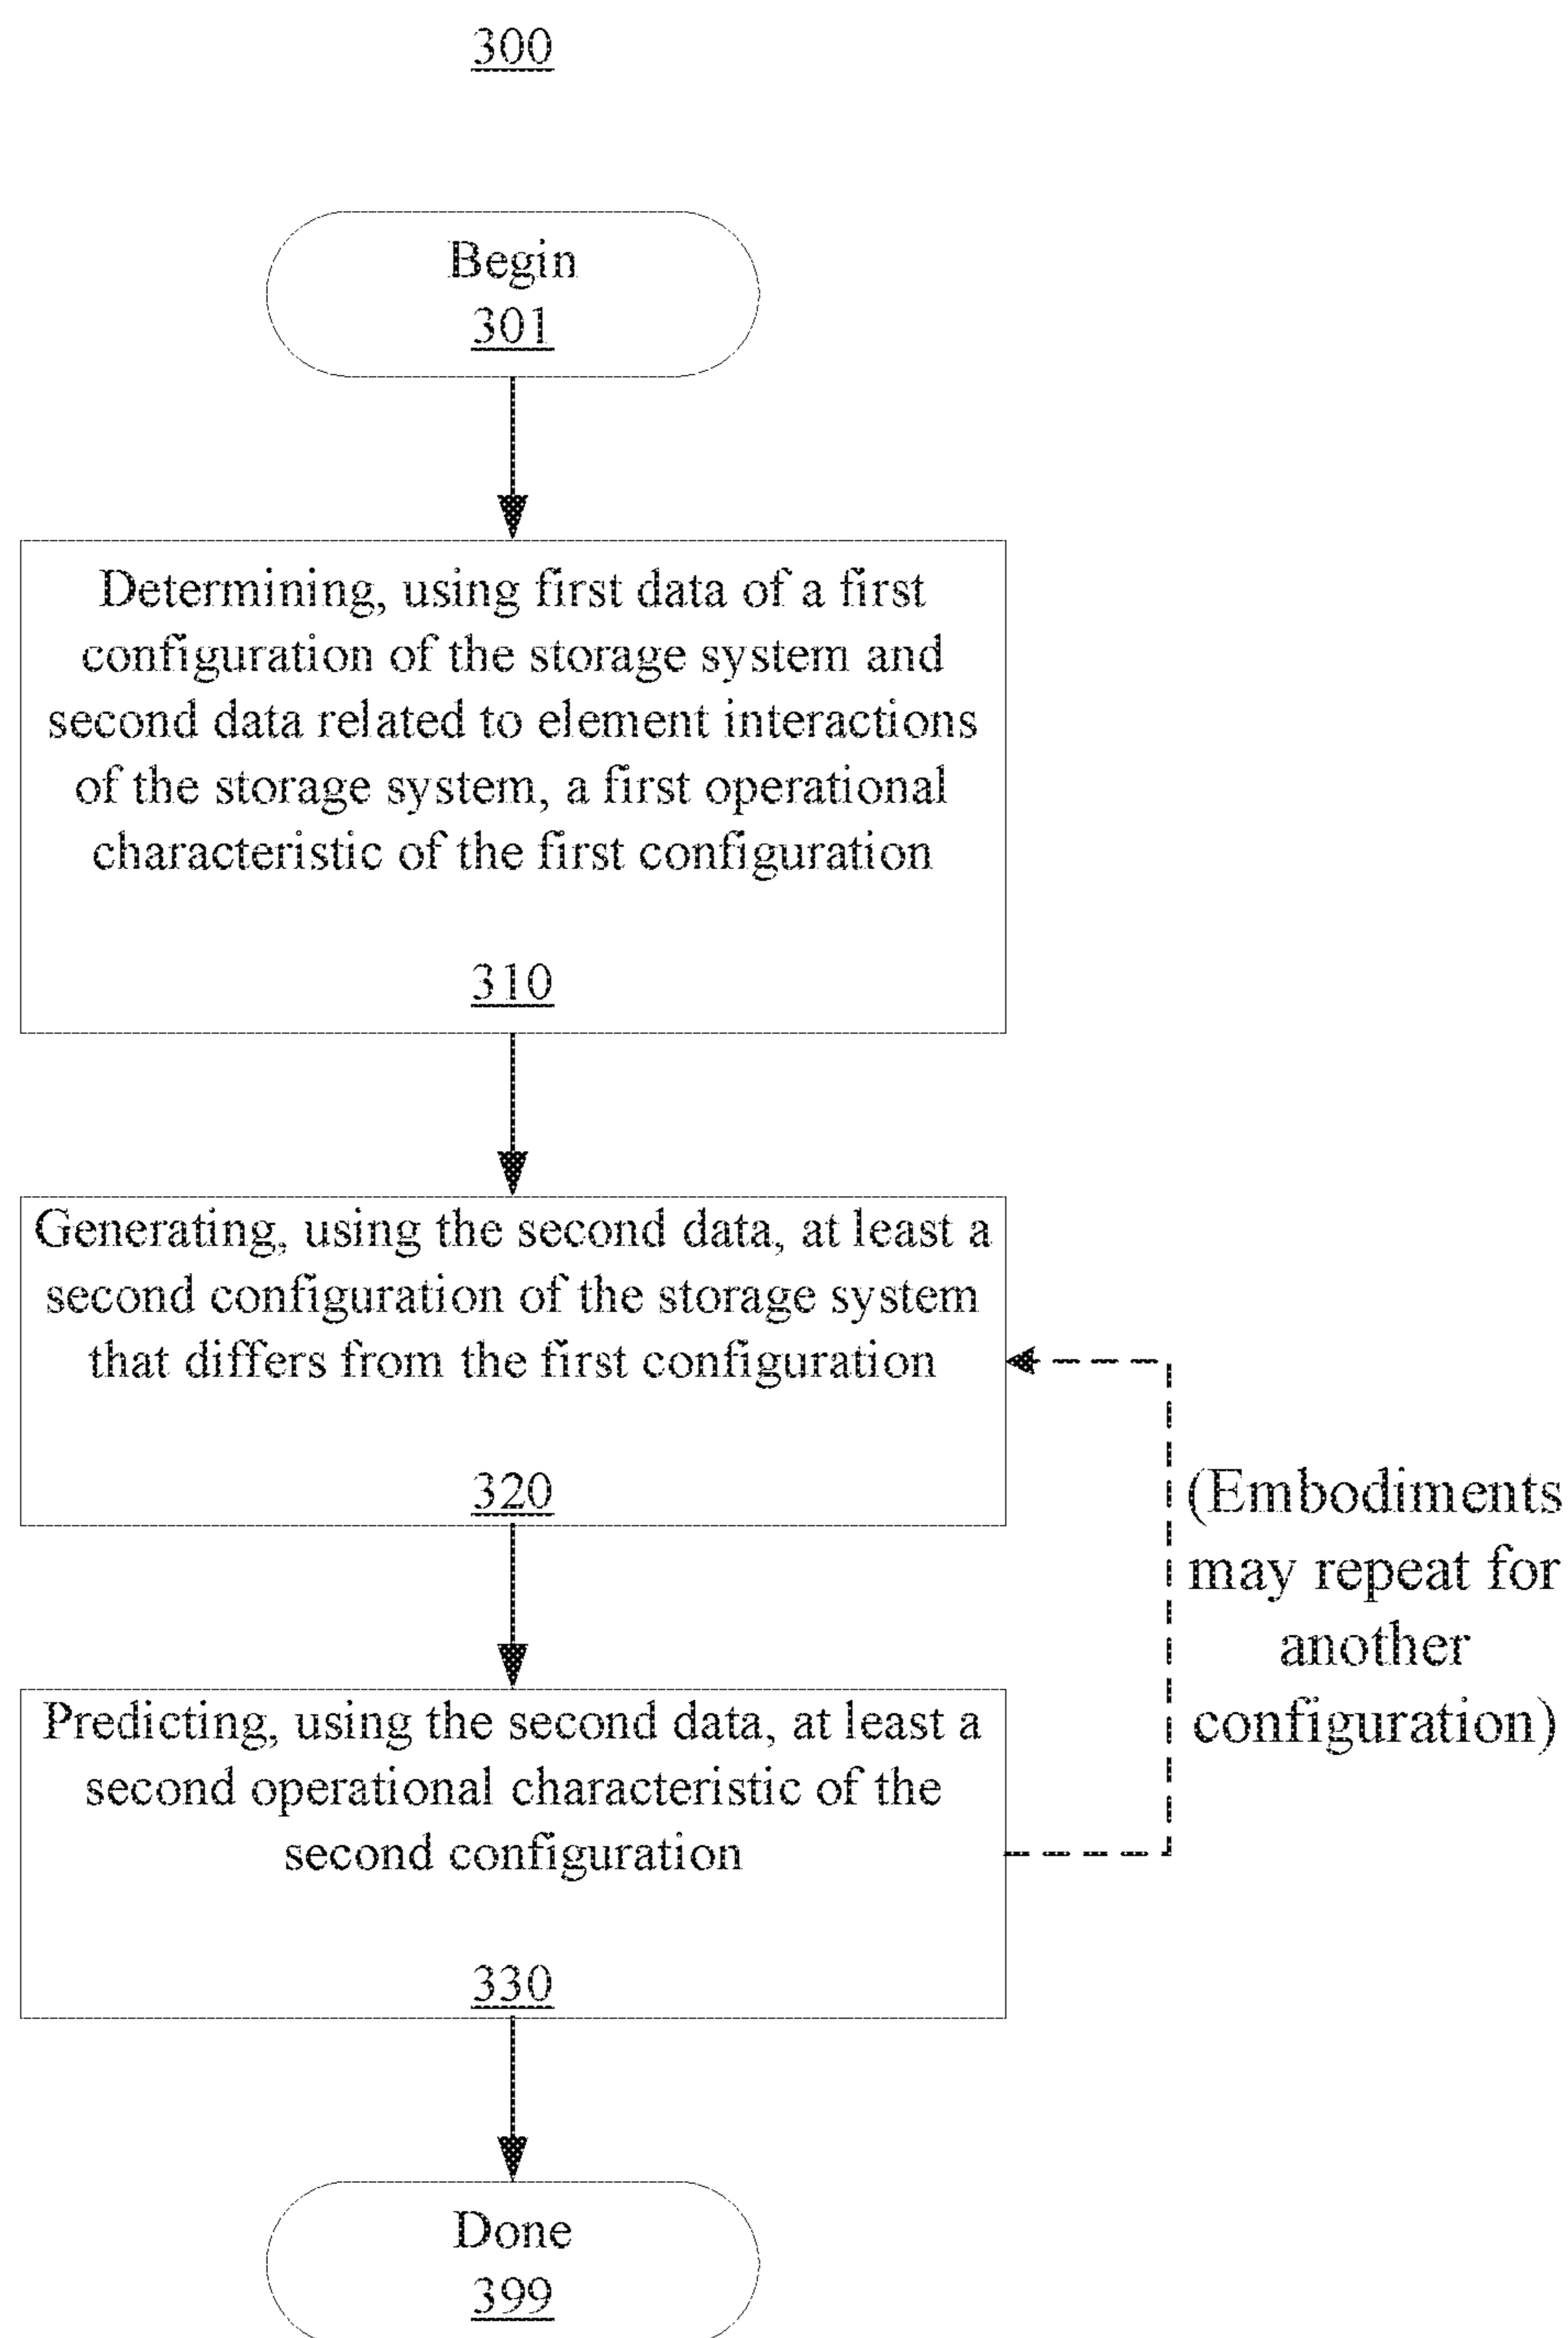 300
Begin
301
Determining, using first data of a first
configuration of the storage system and
second data related to element interactions
of the storage system, a first operational
characteristic of the first configuration
310
Generating, using the second data, at least a
second configuration of the storage system
that differs from the first configuration
320
(Embodiments
may repeat for
another
configuration)
Predicting, using the second data, at least a
second operational characteristic of the
second configuration
330
Done
399